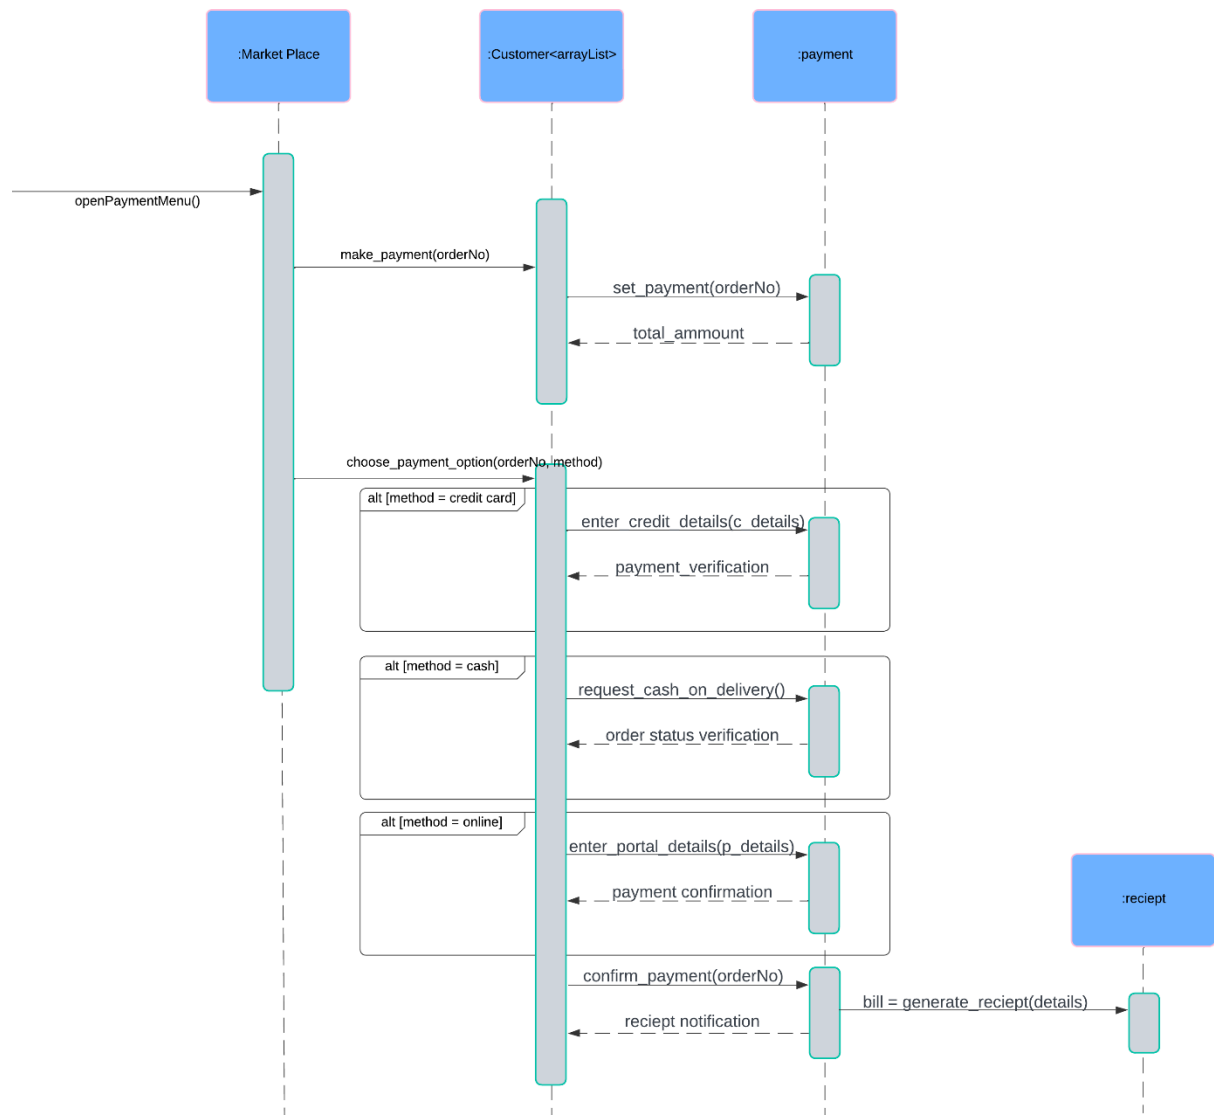 :Market Place
:Customer<arrayList>
:payment
openPaymentMenu()
make_payment(orderNo)
set_payment(orderNo)
total_ammount
choose_payment_option(orderNo, method)
alt [method = credit card]
enter_credit_details(c_details)
payment_verification
alt [method = cash]
request_cash_on_delivery()
order status verification
alt [method = online]
enter_portal_details(p_details)
payment confirmation
:reciept
confirm_payment(orderNo)
bill = generate_reciept(details)
reciept notification